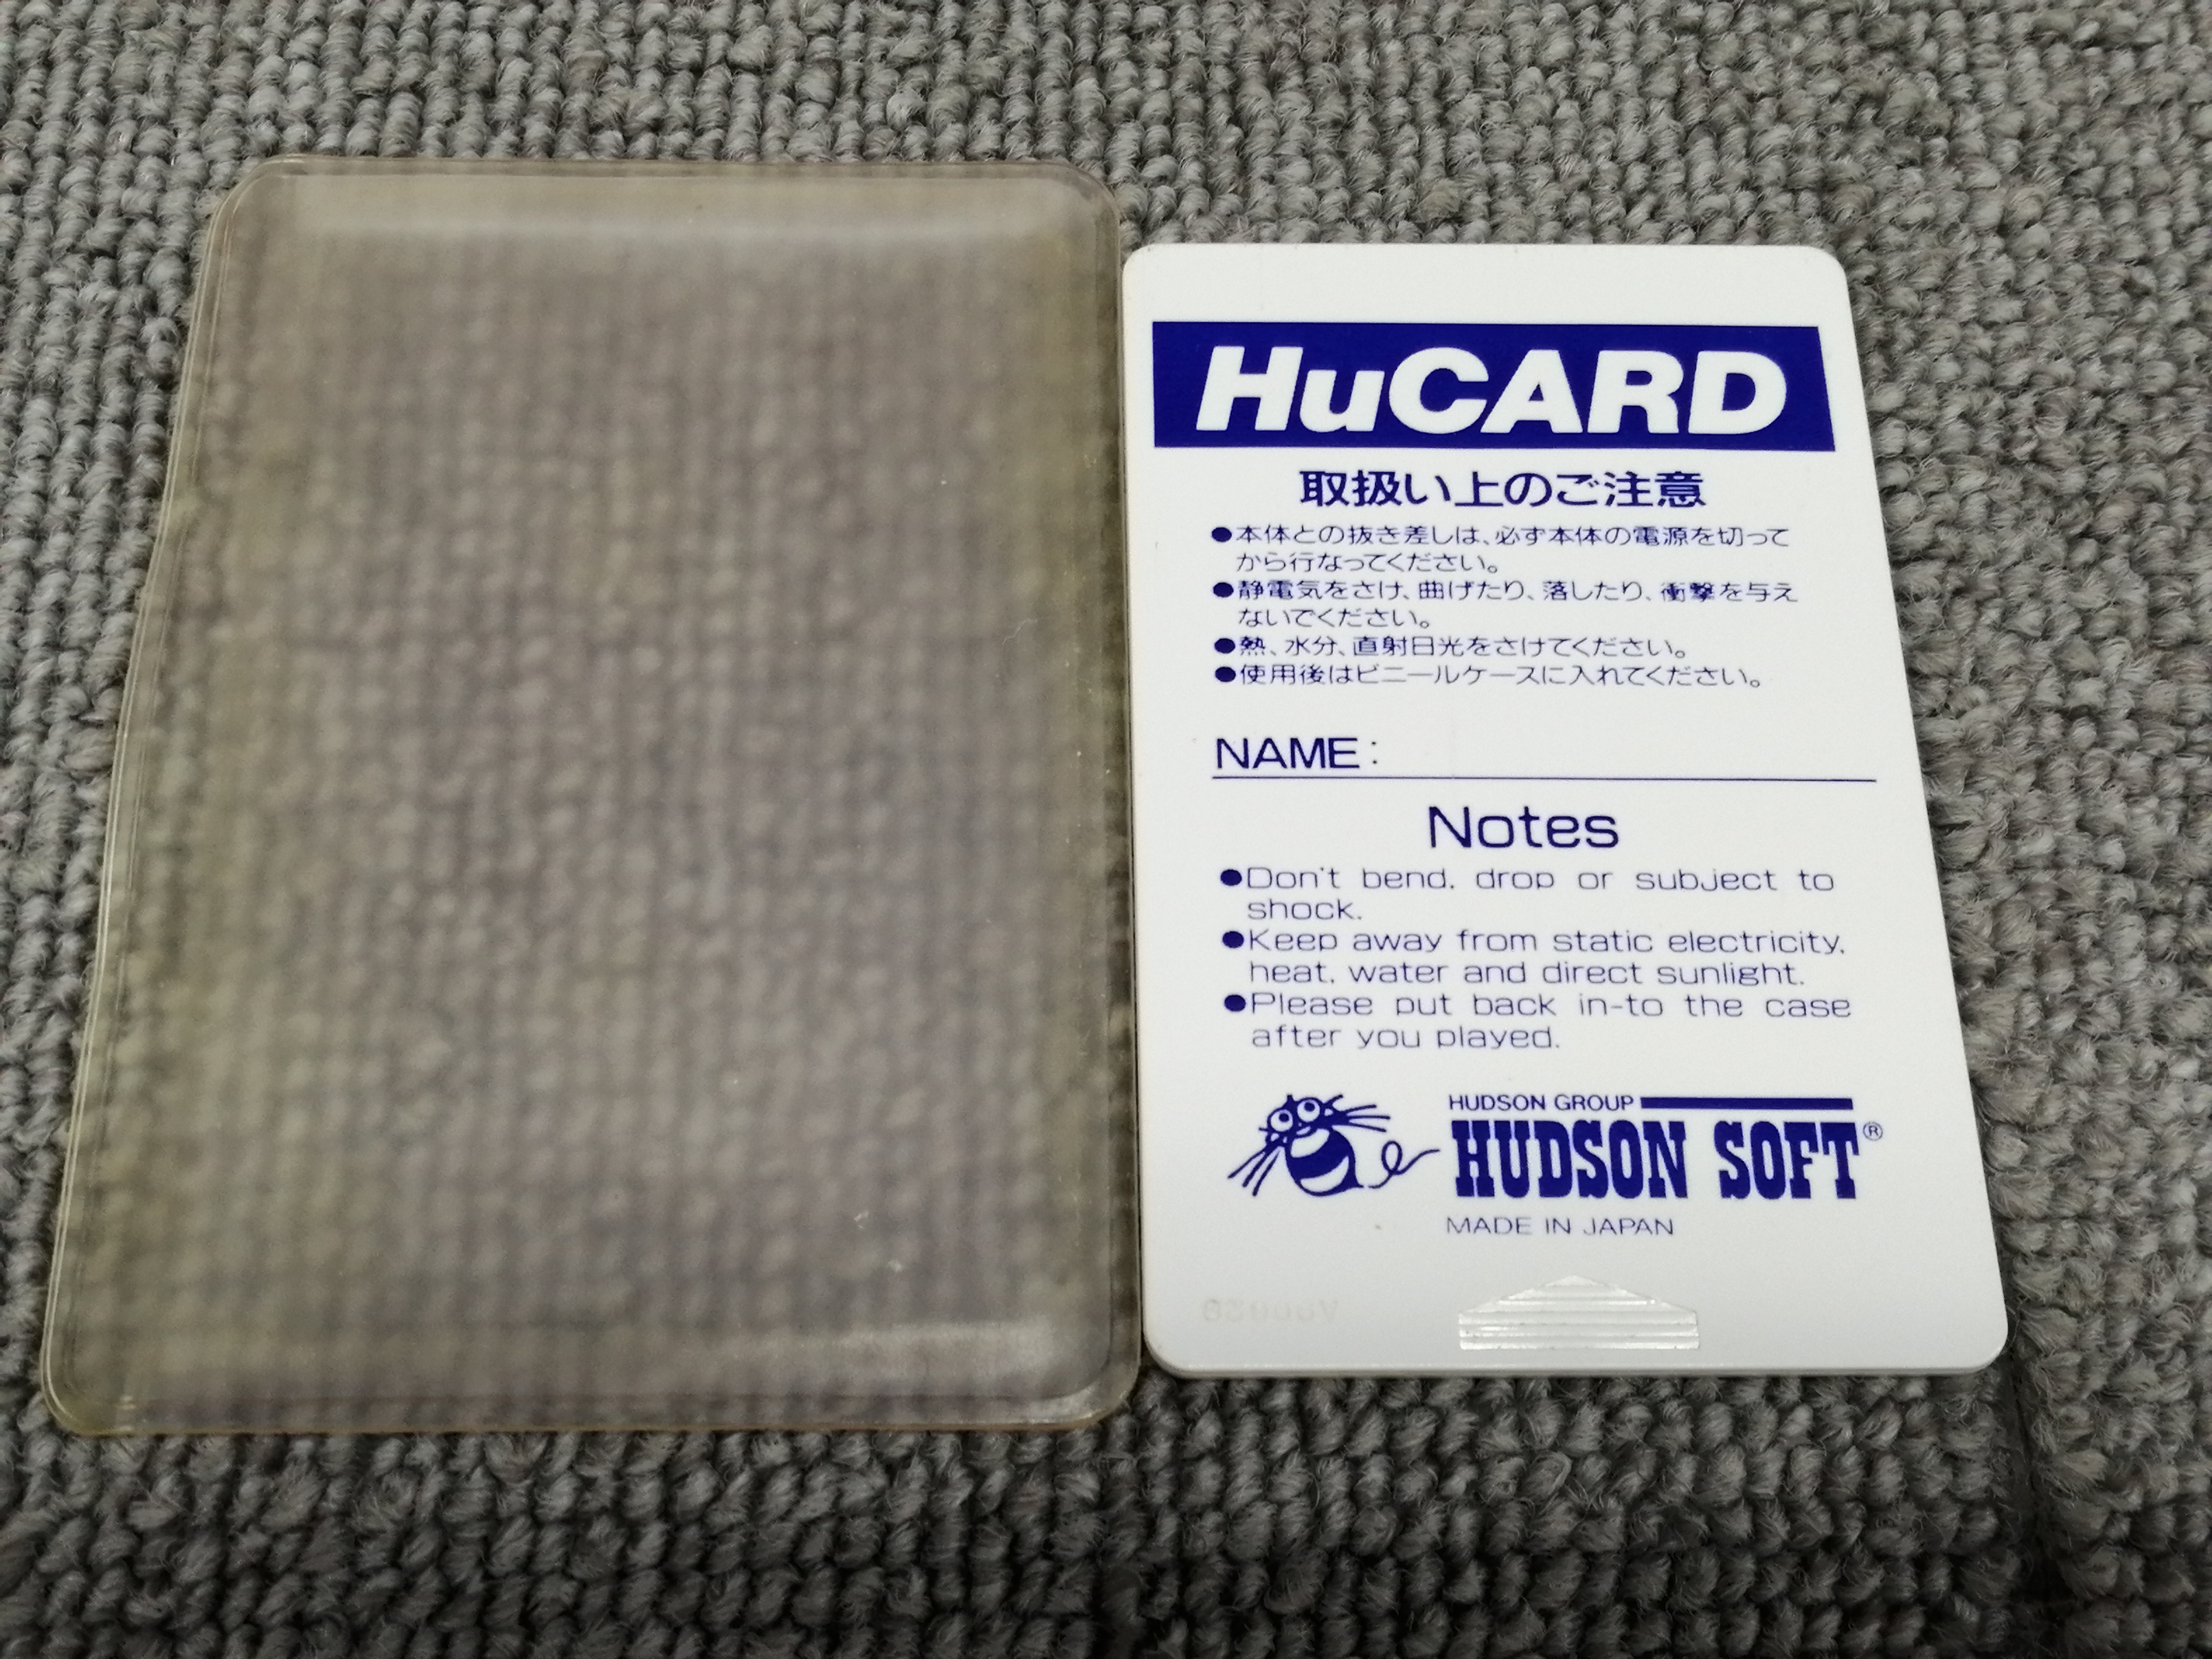 HuCARD
取扱い上のご注意
●本体との抜き差しは、必ず本体の電源を切って
から行なってください。
●静電気をさけ、曲げたり、落したり、衝撃を与え
ないでください。
●熱、水分、直射日光をさけてください。
●使用後はビニールケースに入れてください。
NAME:
Notes
●Don't bend, drop or subject to
shock.
●Keep away from static electricity,
heat, water and direct sunlight.
●Please put back in-to the case
after you played.
HUDSON GROUP
HUDSON SOFT®
MADE IN JAPAN